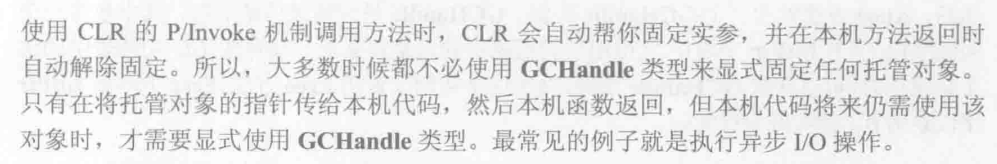 使用 CLR 的 P/Invoke 机制调用方法时，CLR 会自动帮你固定实参，并在本机方法返回时
自动解除固定。所以，大多数时候都不必使用 GCHandle 类型来显式固定任何托管对象。
只有在将托管对象的指针传给本机代码，然后本机函数返回，但本机代码将来仍需使用该
对象时，才需要显式使用 GCHandle 类型。最常见的例子就是执行异步 I/O 操作。